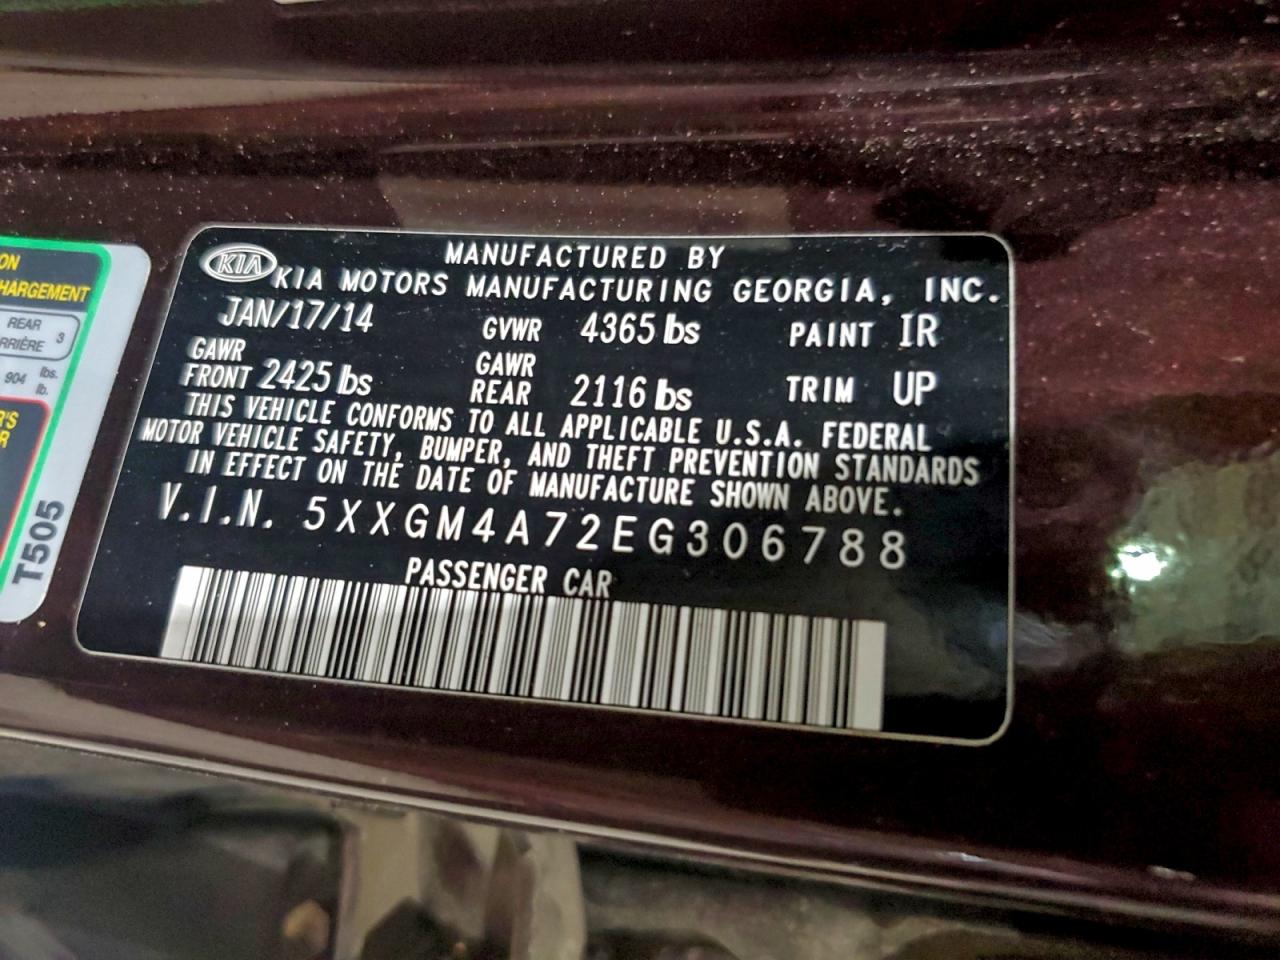 KIA
MANUFACTURED BY
KIA MOTORS MANUFACTURING GEORGIA, INC.
JAN/17/14 GVWR 4365 lbs PAINT IR
GAWR FRONT 2425 lbs GAWR REAR 2116 lbs TRIM UP
THIS VEHICLE CONFORMS TO ALL APPLICABLE U.S.A. FEDERAL
MOTOR VEHICLE SAFETY, BUMPER, AND THEFT PREVENTION STANDARDS
IN EFFECT ON THE DATE OF MANUFACTURE SHOWN ABOVE.
V.I.N. 5XXGM4A72EG306788
PASSENGER CAR
ON
HARGEMENT
REAR 3
RRIÈRE
904 lbs.
lb.
R'S
R
T505